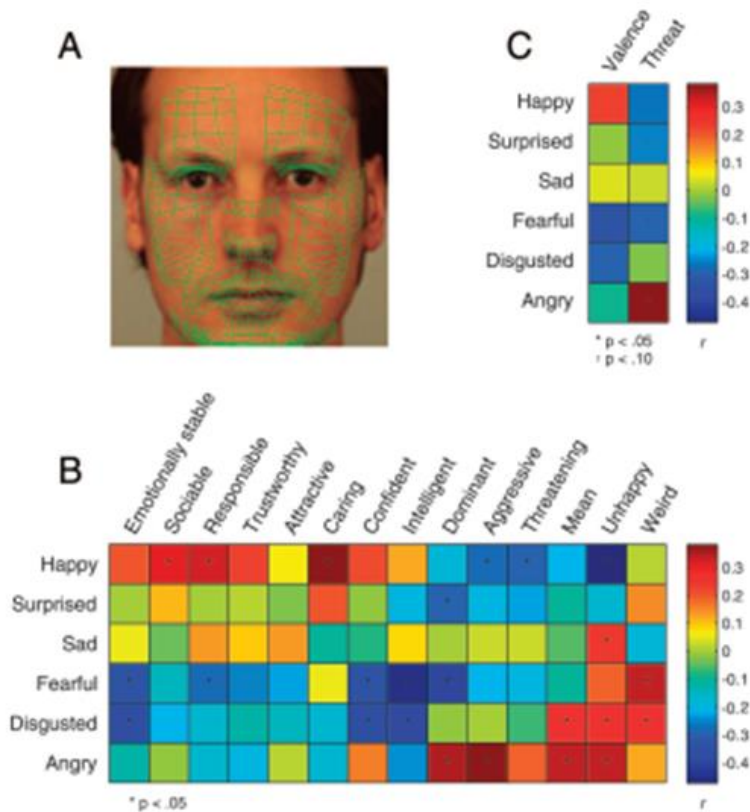 A
C
Valence
Threat
Happy
Surprised
Sad
Fearful
Disgusted
Angry
0.3
0.2
0.1
0
-0.1
-0.2
-0.3
-0.4
* p < .05
p < .10
r
B
Emotionally stable
Sociable
Responsible
Trustworthy
Attractive
Caring
Confident
Intelligent
Dominant
Aggressive
Threatening
Mean
Unhappy
Weird
Happy
Surprised
Sad
Fearful
Disgusted
Angry
0.3
0.2
0.1
0
-0.1
-0.2
-0.3
-0.4
* p < .05
r